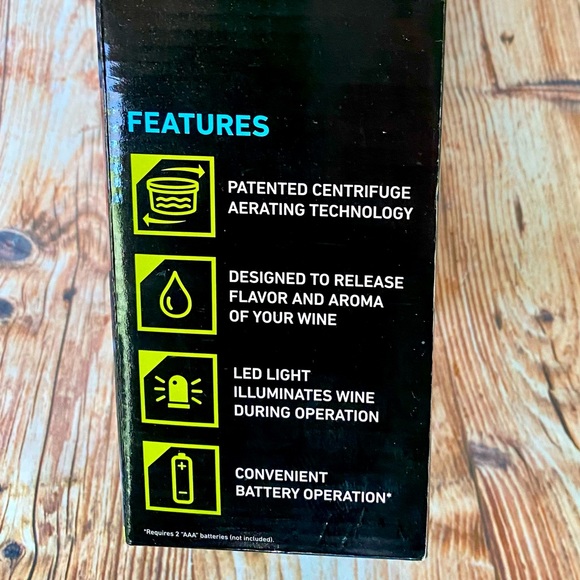 FEATURES
PATENTED CENTRIFUGE
AERATING TECHNOLOGY
DESIGNED TO RELEASE
FLAVOR AND AROMA
OF YOUR WINE
LED LIGHT
ILLUMINATES WINE
DURING OPERATION
CONVENIENT
BATTERY OPERATION*
*Requires 2 "AAA" batteries (not included).